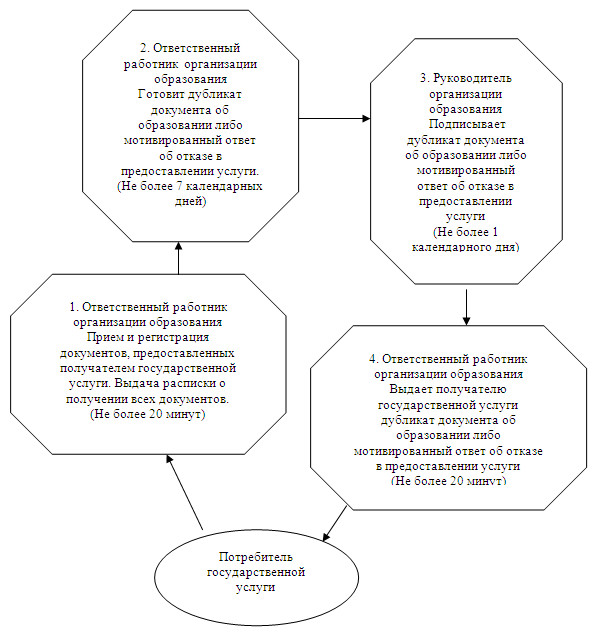 2. Ответственный
работник организации
образования
Готовит дубликат
документа об
образовании либо
мотивированный ответ
об отказе в
предоставлении услуги.
(Не более 7 календарных
дней)
3. Руководитель
организации
образования
Подписывает
дубликат документа
об образовании либо
мотивированный
ответ об отказе в
предоставлении
услуги
(Не более 1
календарного дня)
1. Ответственный работник
организации образования
Прием и регистрация
документов, предоставленных
получателем государственной
услуги. Выдача расписки о
получении всех документов.
(Не более 20 минут)
4. Ответственный работник
организации образования
Выдает получателю
государственной услуги
дубликат документа об
образовании либо
мотивированный ответ об отказе
в предоставлении услуги
(Не более 20 минут)
Потребитель
государственной
услуги